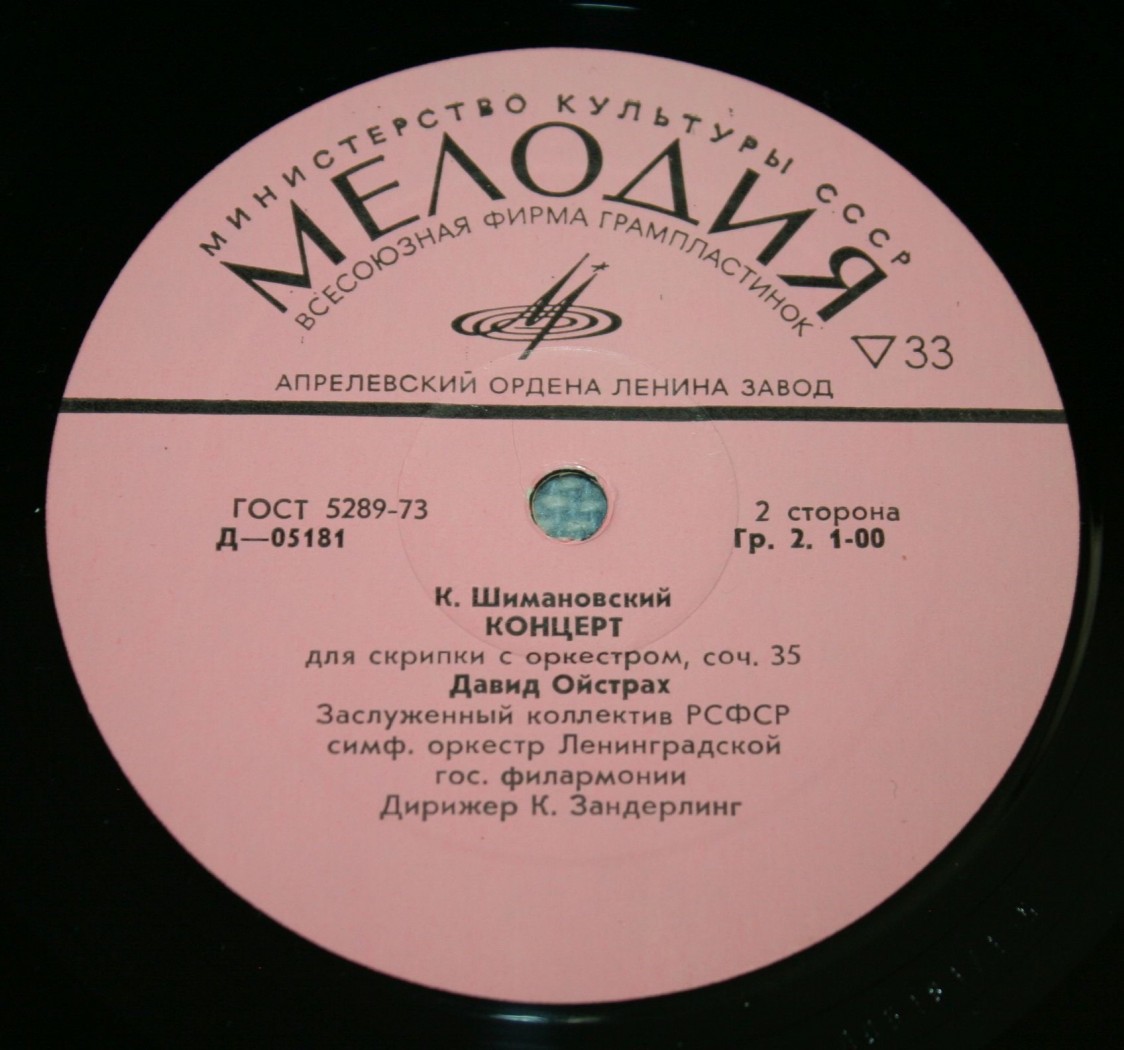 МИНИСТЕРСТВО КУЛЬТУРЫ СССР
МЕЛОДИЯ
ВСЕСОЮЗНАЯ ФИРМА ГРАМПЛАСТИНОК
▽33
АПРЕЛЕВСКИЙ ОРДЕНА ЛЕНИНА ЗАВОД
ГОСТ 5289-73
Д—05181
2 сторона
Гр. 2. 1-00
К. Шимановский
КОНЦЕРТ
для скрипки с оркестром, соч. 35
Давид Ойстрах
Заслуженный коллектив РСФСР
симф. оркестр Ленинградской
гос. филармонии
Дирижер К. Зандерлинг